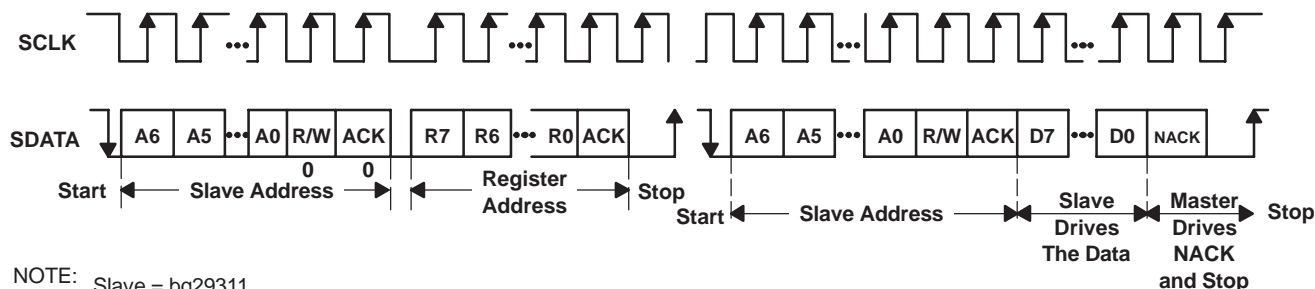 SCLK
SDATA A6 A5 ••• A0 R/W ACK R7 R6 ••• R0 ACK A6 A5 ••• A0 R/W ACK D7 ••• D0 NACK
0 0
Start Slave Address Register Address Stop Start Slave Address Slave Drives The Data Master Drives NACK and Stop Stop
NOTE: Slave = bq29311